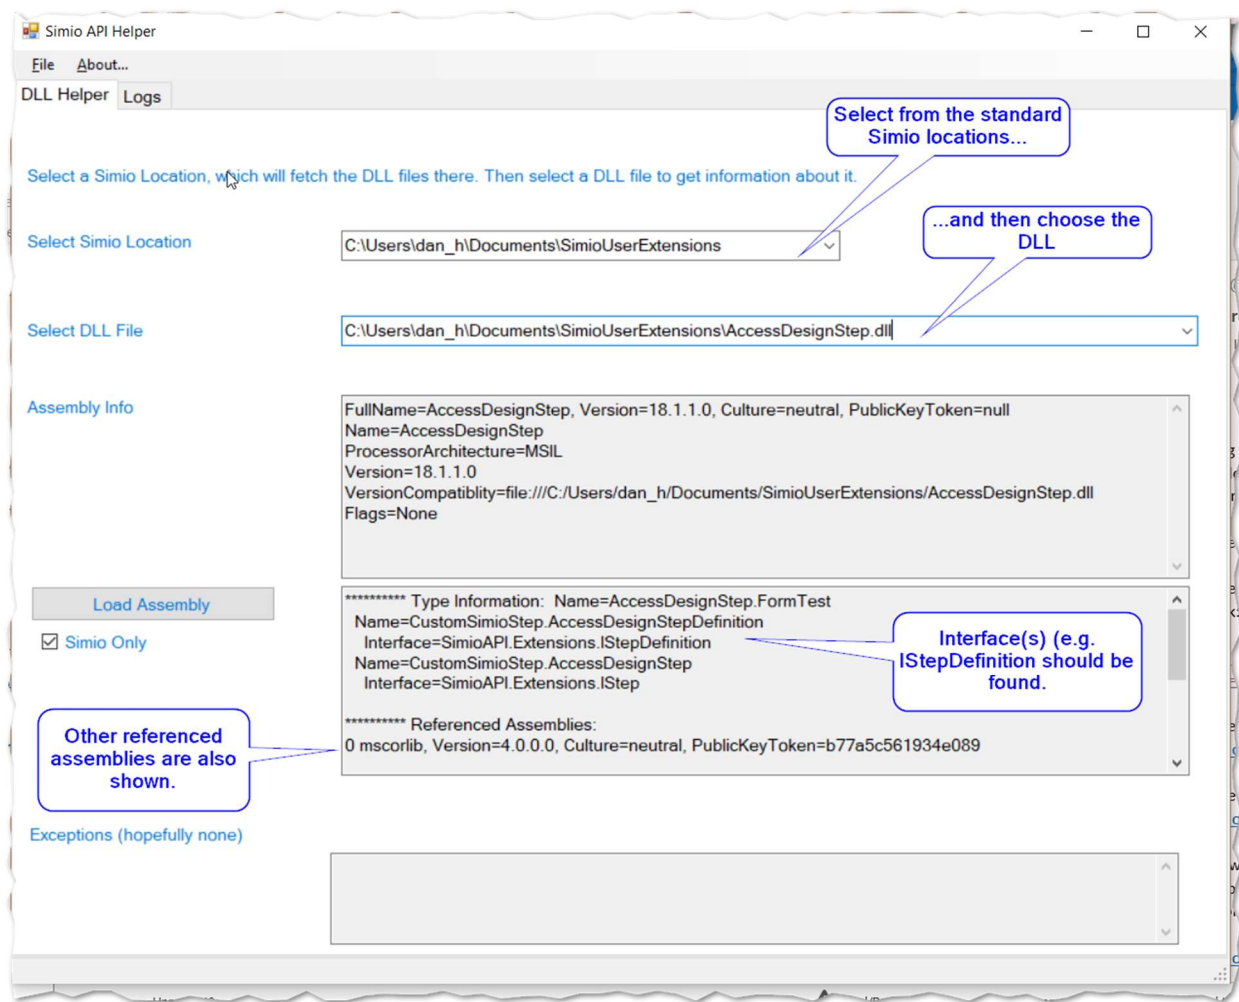 Simio API Helper
File About...
DLL Helper Logs
Select from the standard
Simio locations...
Select a Simio Location, which will fetch the DLL files there. Then select a DLL file to get information about it.
...and then choose the
DLL
Select Simio Location
C:\Users\dan_h\Documents\SimioUserExtensions
Select DLL File
C:\Users\dan_h\Documents\SimioUserExtensions\AccessDesignStep.dll
Assembly Info
FullName=AccessDesignStep, Version=18.1.1.0, Culture=neutral, PublicKeyToken=null
Name=AccessDesignStep
ProcessorArchitecture=MSIL
Version=18.1.1.0
VersionCompatiblity=file:///C:/Users/dan_h/Documents/SimioUserExtensions/AccessDesignStep.dll
Flags=None
Load Assembly
Simio Only
********** Type Information:  Name=AccessDesignStep.FormTest
Name=CustomSimioStep.AccessDesignStepDefinition
Interface=SimioAPI.Extensions.IStepDefinition
Name=CustomSimioStep.AccessDesignStep
Interface=SimioAPI.Extensions.IStep
Interface(s) (e.g.
IStepDefinition should be
found.
********** Referenced Assemblies:
0 mscorlib, Version=4.0.0.0, Culture=neutral, PublicKeyToken=b77a5c561934e089
Other referenced
assemblies are also
shown.
Exceptions (hopefully none)